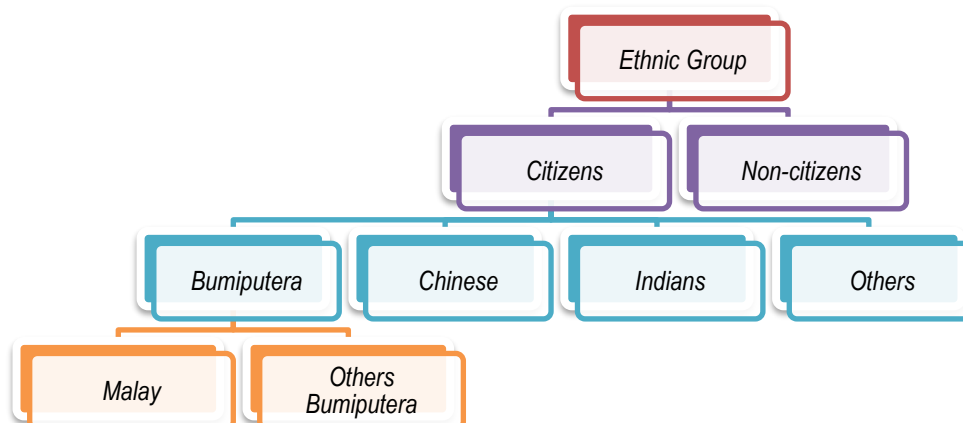 Ethnic Group
Citizens
Non-citizens
Bumiputera
Chinese
Indians
Others
Malay
Others
Bumiputera